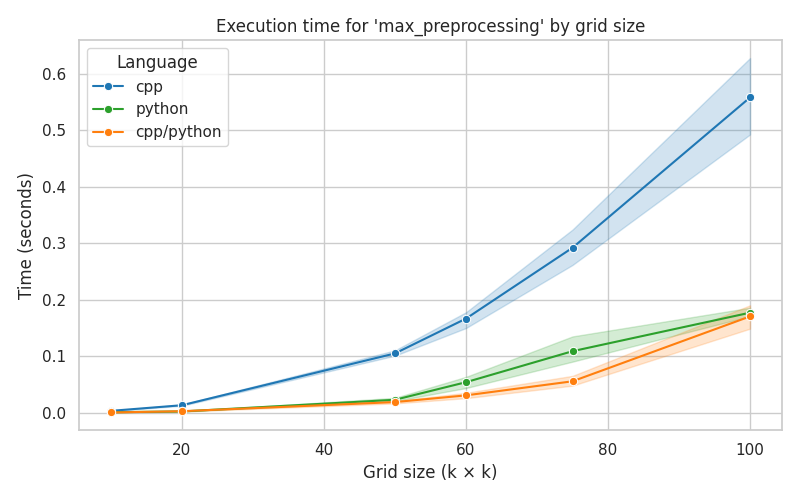 Execution time for 'max_preprocessing' by grid size
Language
cpp
python
cpp/python
Time (seconds)
0.6
0.5
0.4
0.3
0.2
0.1
0.0
20 40 60 80 100
Grid size (k × k)